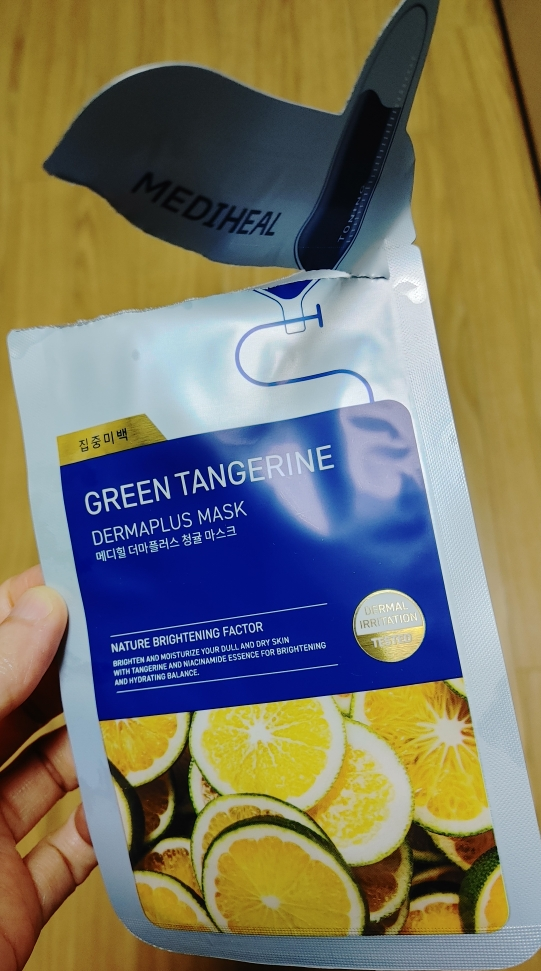 MEDIHEAL
TONING
집중미백
GREEN TANGERINE
DERMAPLUS MASK
메디힐 더마플러스 청귤 마스크
DERMAL
IRRITATION
TESTED
NATURE BRIGHTENING FACTOR
BRIGHTEN AND MOISTURIZE YOUR DULL AND DRY SKIN
WITH TANGERINE AND NIACINAMIDE ESSENCE FOR BRIGHTENING
AND HYDRATING BALANCE.